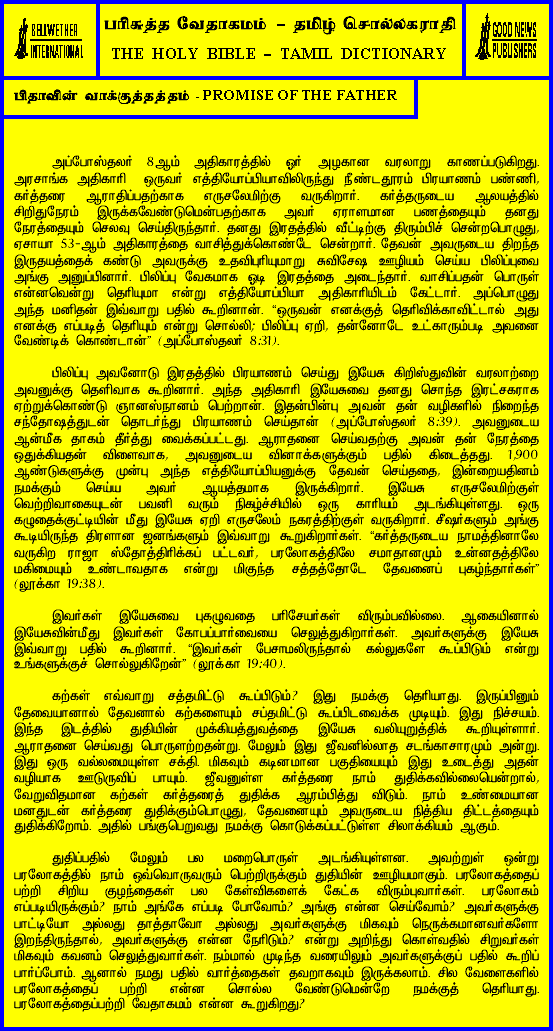 BELLWETHER
INTERNATIONAL
பரிசுத்த வேதாகமம் – தமிழ் சொல்லகராதி
THE HOLY BIBLE – TAMIL DICTIONARY
GOOD NEWS
PUBLISHERS
பிதாவின் வாக்குத்தத்தம் - PROMISE OF THE FATHER
அப்போஸ்தலர் 8ஆம் அதிகாரத்தில் ஓர் அழகான வரலாறு காணப்படுகிறது.
அரசாங்க அதிகாரி ஒருவர் எத்தியோப்பியாவிலிருந்து நீண்டதூரம் பிரயாணம் பண்ணி,
கர்த்தரை ஆராதிப்பதற்காக எருசலேமிற்கு வருகிறார். கர்த்தருடைய ஆலயத்தில்
சிறிதுநேரம் இருக்கவேண்டுமென்பதற்காக அவர் ஏராளமான பணத்தையும் தனது
நேரத்தையும் செலவு செய்திருந்தார். தனது இரதத்தில் வீட்டிற்கு திரும்பிச் சென்றபொழுது,
ஏசாயா 53-ஆம் அதிகாரத்தை வாசித்துக்கொண்டே சென்றார். தேவன் அவருடைய திறந்த
இருதயத்தைக் கண்டு அவருக்கு உதவிபுரியுமாறு சுவிசேஷ ஊழியம் செய்ய பிலிப்புவை
அங்கு அனுப்பினார். பிலிப்பு வேகமாக ஓடி இரதத்தை அடைந்தார். வாசிப்பதன் பொருள்
என்னவென்று தெரியுமா என்று எத்தியோப்பியா அதிகாரியிடம் கேட்டார். அப்பொழுது
அந்த மனிதன் இவ்வாறு பதில் கூறினான். “ஒருவன் எனக்குத் தெரிவிக்காவிட்டால் அது
எனக்கு எப்படித் தெரியும் என்று சொல்லி; பிலிப்பு ஏறி, தன்னோடே உட்காரும்படி அவனை
வேண்டிக் கொண்டான்” (அப்போஸ்தலர் 8:31).
பிலிப்பு அவனோடு இரதத்தில் பிரயாணம் செய்து இயேசு கிறிஸ்துவின் வரலாற்றை
அவனுக்கு தெளிவாக கூறினார். அந்த அதிகாரி இயேசுவை தனது சொந்த இரட்சகராக
ஏற்றுக்கொண்டு ஞானஸ்நானம் பெற்றான். இதன்பின்பு அவன் தன் வழிகளில் நிறைந்த
சந்தோஷத்துடன் தொடர்ந்து பிரயாணம் செய்தான் (அப்போஸ்தலர் 8:39). அவனுடைய
ஆன்மீக தாகம் தீர்த்து வைக்கப்பட்டது. ஆராதனை செய்வதற்கு அவன் தன் நேரத்தை
ஒதுக்கியதன் விளைவாக, அவனுடைய வினாக்களுக்கும் பதில் கிடைத்தது. 1,900
ஆண்டுகளுக்கு முன்பு அந்த எத்தியோப்பியனுக்கு தேவன் செய்ததை, இன்றையதினம்
நமக்கும் செய்ய அவர் ஆயத்தமாக இருக்கிறார். இயேசு எருசலேமிற்குள்
வெற்றிவாகையுடன் பவனி வரும் நிகழ்ச்சியில் ஒரு காரியம் அடங்கியுள்ளது. ஒரு
கழுதைக்குட்டியின் மீது இயேசு ஏறி எருசலேம் நகரத்திற்குள் வருகிறார். சீஷர்களும் அங்கு
கூடியிருந்த திரளான ஜனங்களும் இவ்வாறு கூறுகிறார்கள். “கர்த்தருடைய நாமத்தினாலே
வருகிற ராஜா ஸ்தோத்திரிக்கப் பட்டவர், பரலோகத்திலே சமாதானமும் உன்னதத்திலே
மகிமையும் உண்டாவதாக என்று மிகுந்த சத்தத்தோடே தேவனைப் புகழ்ந்தார்கள்”
(லூக்கா 19:38).
இவர்கள் இயேசுவை புகழுவதை பரிசேயர்கள் விரும்பவில்லை. ஆகையினால்
இயேசுவின்மீது இவர்கள் கோபப்பார்வையை செலுத்துகிறார்கள். அவர்களுக்கு இயேசு
இவ்வாறு பதில் கூறினார். “இவர்கள் பேசாமலிருந்தால் கல்லுகளே கூப்பிடும் என்று
உங்களுக்குச் சொல்லுகிறேன்” (லூக்கா 19:40).
கற்கள் எவ்வாறு சத்தமிட்டு கூப்பிடும்? இது நமக்கு தெரியாது. இருப்பினும்
தேவையானால் தேவனால் கற்களையும் சப்தமிட்டு கூப்பிடவைக்க முடியும். இது நிச்சயம்.
இந்த இடத்தில் துதியின் முக்கியத்துவத்தை இயேசு வலியுறுத்திக் கூறியுள்ளார்.
ஆராதனை செய்வது பொருளற்றதன்று. மேலும் இது ஜீவனில்லாத சடங்காசாரமும் அன்று.
இது ஒரு வல்லமையுள்ள சக்தி. மிகவும் கடினமான பகுதியையும் இது உடைத்து அதன்
வழியாக ஊடுருவிப் பாயும். ஜீவனுள்ள கர்த்தரை நாம் துதிக்கவில்லையென்றால்,
வேறுவிதமான கற்கள் கர்த்தரைத் துதிக்க ஆரம்பித்து விடும். நாம் உண்மையான
மனதுடன் கர்த்தரை துதிக்கும்பொழுது, தேவனையும் அவருடைய நித்திய திட்டத்தையும்
துதிக்கிறோம். அதில் பங்குபெறுவது நமக்கு கொடுக்கப்பட்டுள்ள சிலாக்கியம் ஆகும்.
துதிப்பதில் மேலும் பல மறைபொருள் அடங்கியுள்ளன. அவற்றுள் ஒன்று
பரலோகத்தில் நாம் ஒவ்வொருவரும் பெற்றிருக்கும் துதியின் ஊழியமாகும். பரலோகத்தைப்
பற்றி சிறிய குழந்தைகள் பல கேள்விகளைக் கேட்க விரும்புவார்கள். பரலோகம்
எப்படியிருக்கும்? நாம் அங்கே எப்படி போவோம்? அங்கு என்ன செய்வோம்? அவர்களுக்கு
பாட்டியோ அல்லது தாத்தாவோ அல்லது அவர்களுக்கு மிகவும் நெருக்கமானவர்களோ
இறந்திருந்தால், அவர்களுக்கு என்ன நேரிடும்? என்று அறிந்து கொள்வதில் சிறுவர்கள்
மிகவும் கவனம் செலுத்துவார்கள். நம்மால் முடிந்த வரையிலும் அவர்களுக்குப் பதில் கூறிப்
பார்ப்போம். ஆனால் நமது பதில் வார்த்தைகள் தவறாகவும் இருக்கலாம். சில வேளைகளில்
பரலோகத்தைப் பற்றி என்ன சொல்ல வேண்டுமென்றே நமக்குத் தெரியாது.
பரலோகத்தைப்பற்றி வேதாகமம் என்ன கூறுகிறது?